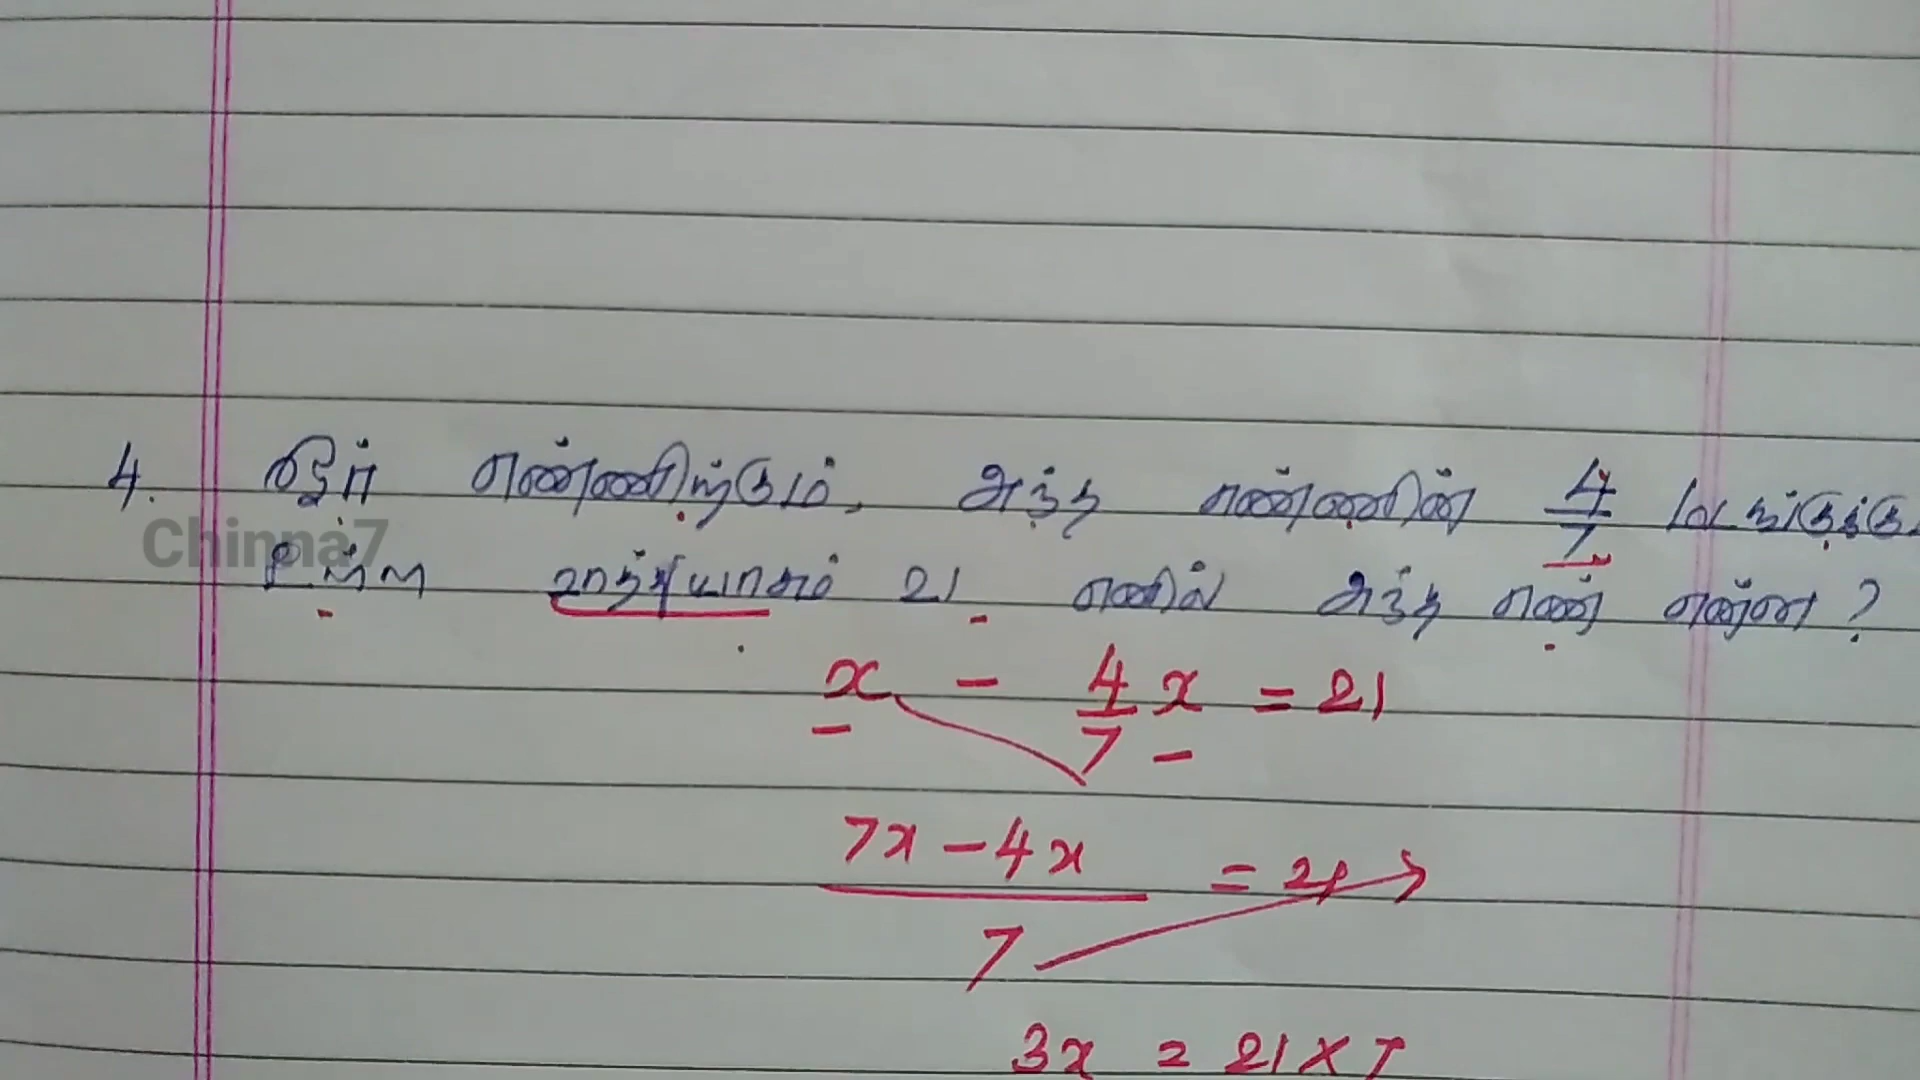 4. ஓர் எண்ணிற்கும், அந்த எண்ணின் 4/7 மடங்குக்கு
Chinna7
உள்ள வித்தியாசம் 21 எனில் அந்த எண் என்ன?
x - 4/7 x = 21
7x - 4x / 7 = 21
3x = 21 x 7